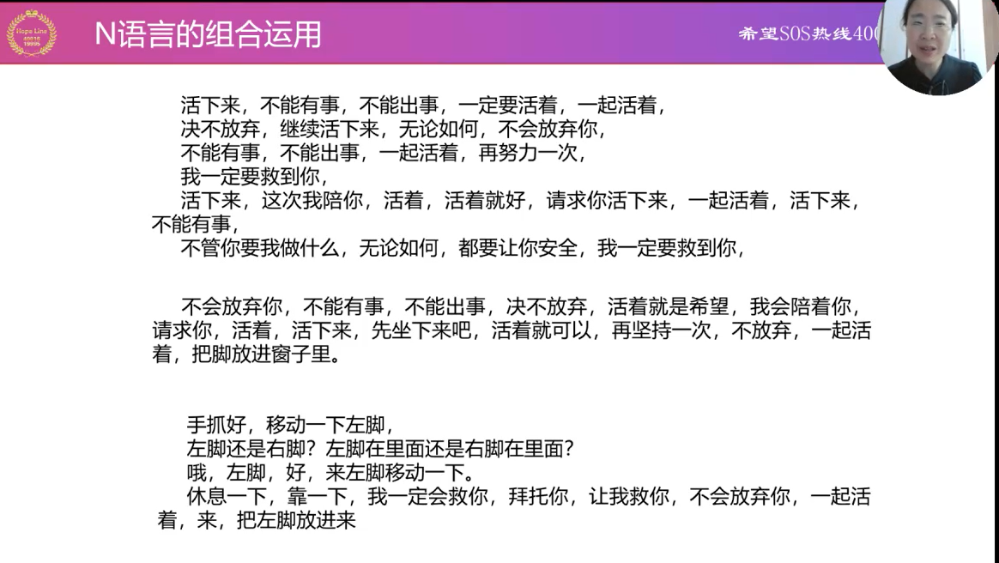 Hope Line
40016
19995
N语言的组合运用
希望SOS热线400
活下来，不能有事，不能出事，一定要活着，一起活着，
决不放弃，继续活下来，无论如何，不会放弃你，
不能有事，不能出事，一起活着，再努力一次，
我一定要救到你，
活下来，这次我陪你，活着，活着就好，请求你活下来，一起活着，活下来，
不能有事，
不管你要我做什么，无论如何，都要让你安全，我一定要救到你，
不会放弃你，不能有事，不能出事，决不放弃，活着就是希望，我会陪着你，
请求你，活着，活下来，先坐下来吧，活着就可以，再坚持一次，不放弃，一起活
着，把脚放进窗子里。
手抓好，移动一下左脚，
左脚还是右脚？左脚在里面还是右脚在里面？
哦，左脚，好，来左脚移动一下。
休息一下，靠一下，我一定会救你，拜托你，让我救你，不会放弃你，一起活
着，来，把左脚放进来